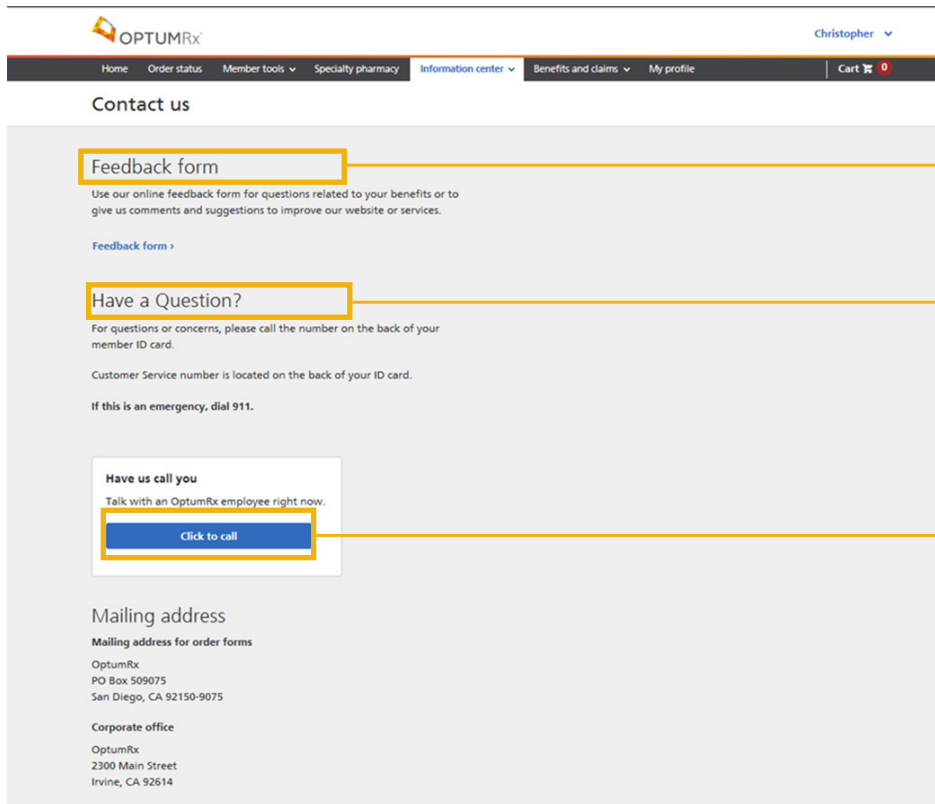 OPTUMRx
Christopher
Home Order status Member tools Specialty pharmacy Information center Benefits and claims My profile Cart 0
Contact us
Feedback form
Use our online feedback form for questions related to your benefits or to
give us comments and suggestions to improve our website or services.
Feedback form ›
Have a Question?
For questions or concerns, please call the number on the back of your
member ID card.
Customer Service number is located on the back of your ID card.
If this is an emergency, dial 911.
Have us call you
Talk with an OptumRx employee right now.
Click to call
Mailing address
Mailing address for order forms
OptumRx
PO Box 509075
San Diego, CA 92150-9075
Corporate office
OptumRx
2300 Main Street
Irvine, CA 92614